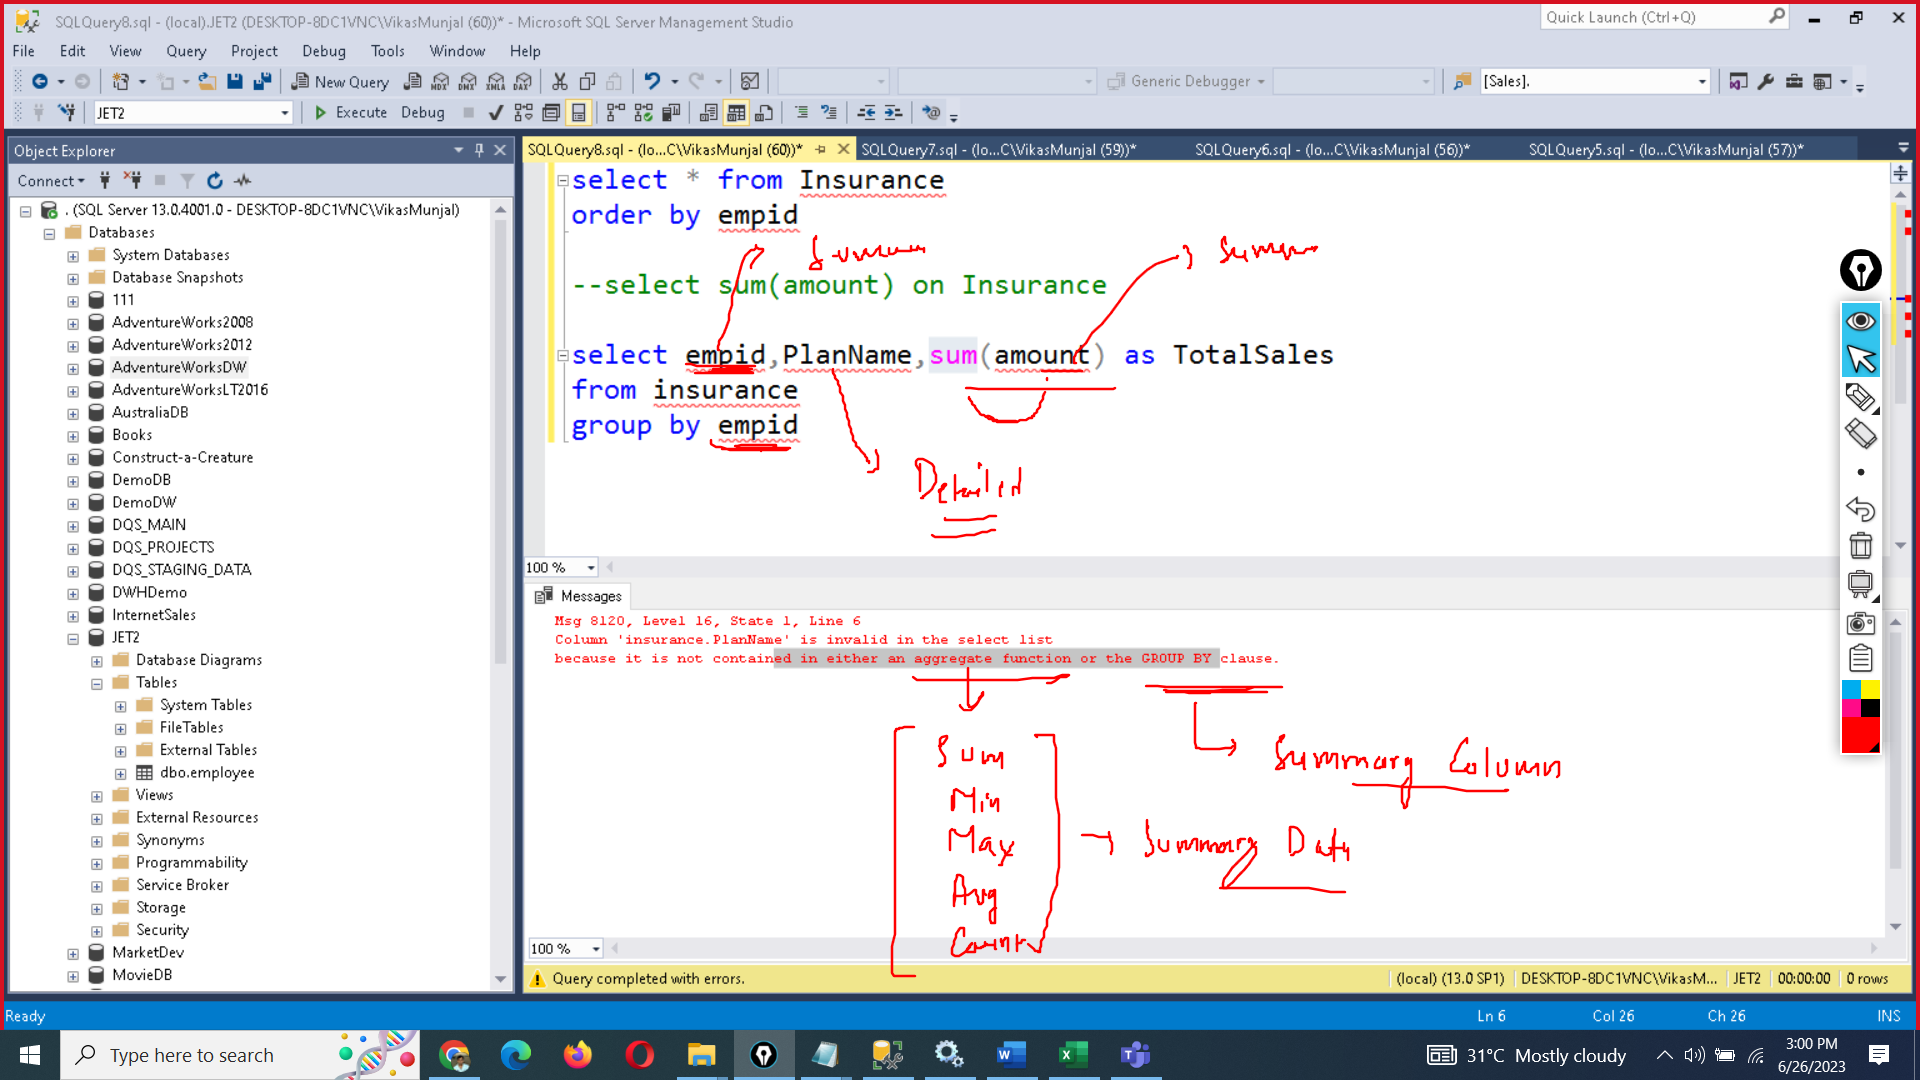 SQLQuery8.sql - (local).JET2 (DESKTOP-8DC1VNC\VikasMunjal (60))* - Microsoft SQL Server Management Studio
Quick Launch (Ctrl+Q)
File Edit View Query Project Debug Tools Window Help
New Query
MDX DMX XMLA DAX
Generic Debugger
[Sales].
JET2
Execute Debug
Object Explorer
SQLQuery8.sql - (lo...C\VikasMunjal (60))* SQLQuery7.sql - (lo...C\VikasMunjal (59))* SQLQuery6.sql - (lo...C\VikasMunjal (56))* SQLQuery5.sql - (lo...C\VikasMunjal (57))*
Connect
. (SQL Server 13.0.4001.0 - DESKTOP-8DC1VNC\VikasMunjal)
Databases
System Databases
Database Snapshots
111
AdventureWorks2008
AdventureWorks2012
AdventureWorksDW
AdventureWorksLT2016
AustraliaDB
Books
Construct-a-Creature
DemoDB
DemoDW
DQS_MAIN
DQS_PROJECTS
DQS_STAGING_DATA
DWHDemo
InternetSales
JET2
Database Diagrams
Tables
System Tables
FileTables
External Tables
dbo.employee
Views
External Resources
Synonyms
Programmability
Service Broker
Storage
Security
MarketDev
MovieDB
select * from Insurance
order by empid
--select sum(amount) on Insurance
select empid,PlanName,sum(amount) as TotalSales
from insurance
group by empid
Detailed
100 %
Messages
Msg 8120, Level 16, State 1, Line 6
Column 'insurance.PlanName' is invalid in the select list
because it is not contained in either an aggregate function or the GROUP BY clause.
Sum
Min
Max
Avg
Count
Summary Column
Summary Data
100 %
Query completed with errors.
(local) (13.0 SP1) DESKTOP-8DC1VNC\VikasM... JET2 00:00:00 0 rows
Ready
Ln 6 Col 26 Ch 26 INS
Type here to search
31°C Mostly cloudy
3:00 PM
6/26/2023